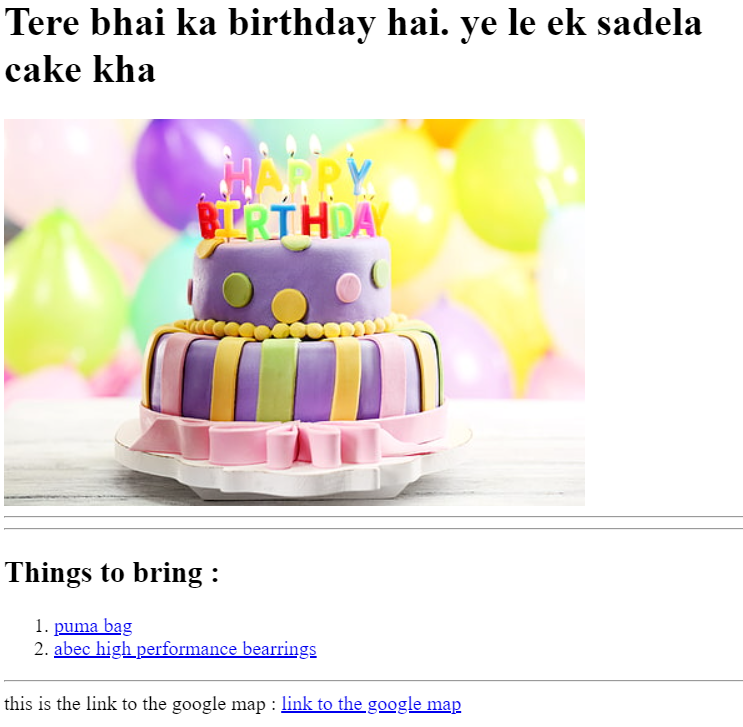 Tere bhai ka birthday hai. ye le ek sadela
cake kha
HAPPY
BIRTHDAY
Things to bring :
1. puma bag
2. abec high performance bearrings
this is the link to the google map : link to the google map